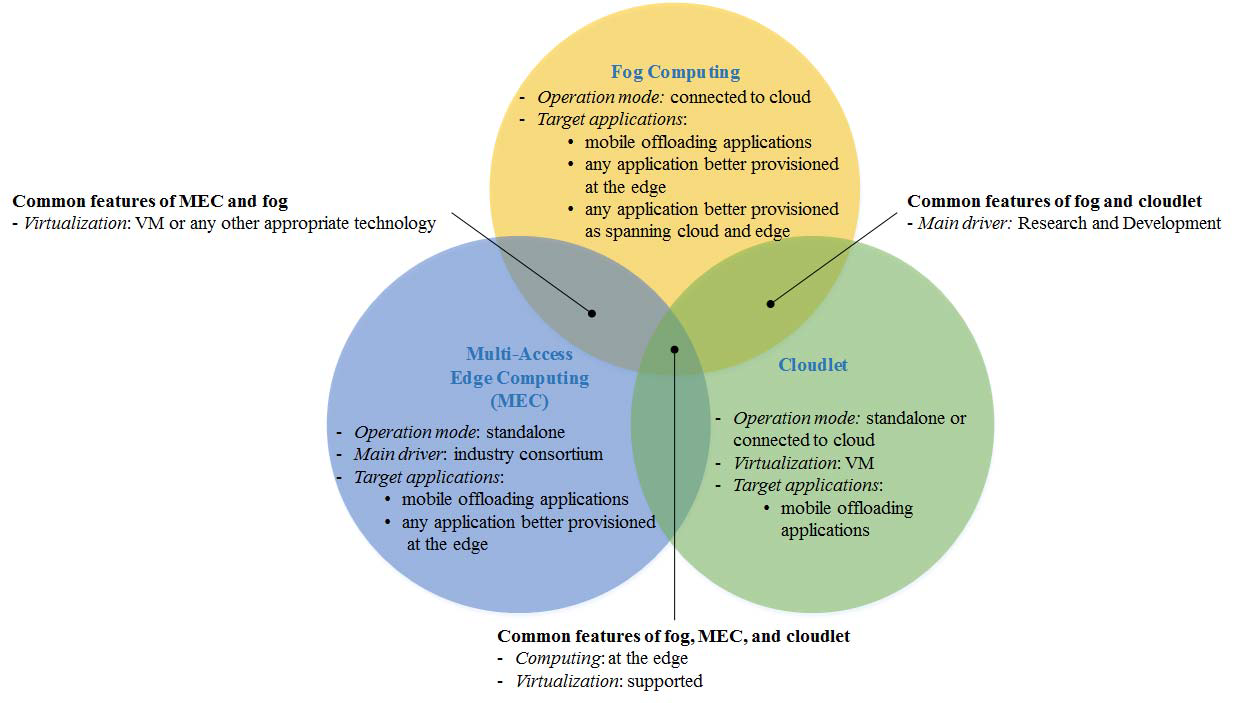 Fog Computing
- Operation mode: connected to cloud
- Target applications:
• mobile offloading applications
• any application better provisioned
at the edge
• any application better provisioned
as spanning cloud and edge
Common features of MEC and fog
- Virtualization: VM or any other appropriate technology
Common features of fog and cloudlet
- Main driver: Research and Development
Multi-Access
Edge Computing
(MEC)
- Operation mode: standalone
- Main driver: industry consortium
- Target applications:
• mobile offloading applications
• any application better provisioned
at the edge
Cloudlet
- Operation mode: standalone or
connected to cloud
- Virtualization: VM
- Target applications:
• mobile offloading
applications
Common features of fog, MEC, and cloudlet
- Computing: at the edge
- Virtualization: supported